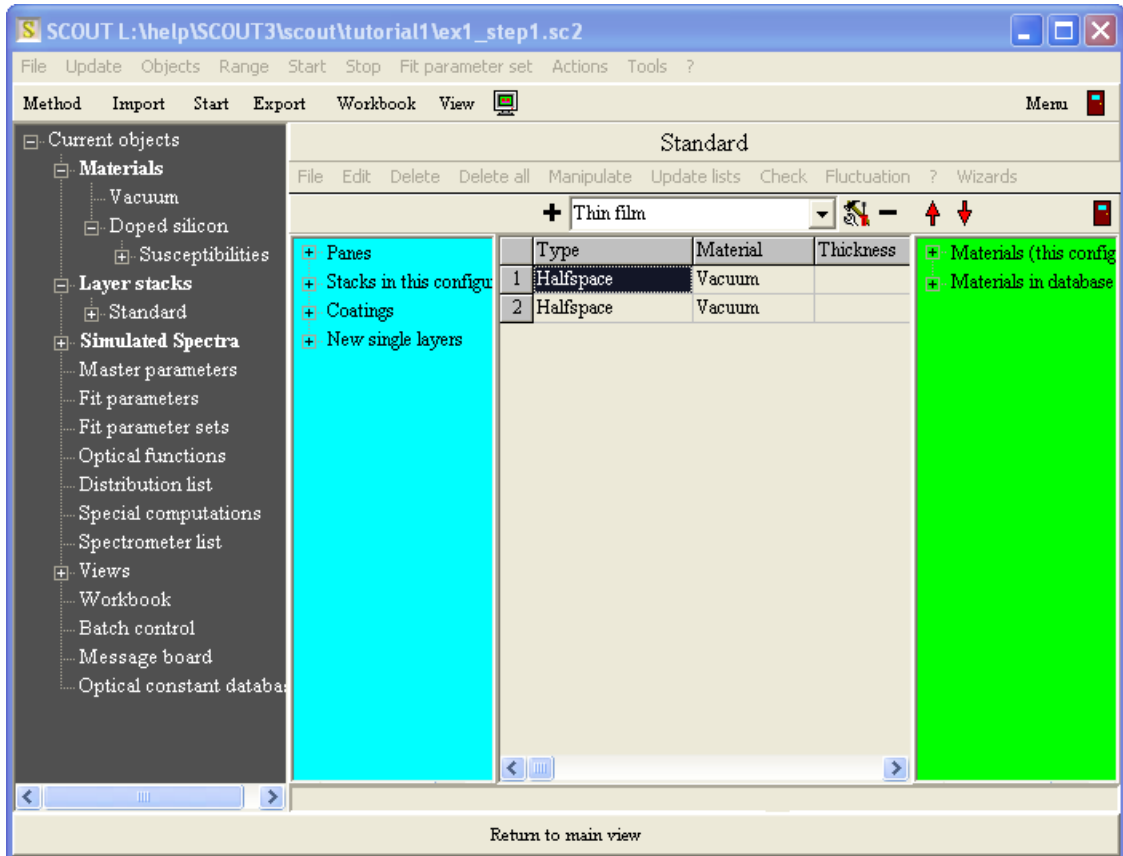 SCOUT L:\help\SCOUT3\scout\tutorial1\ex1_step1.sc2
File Update Objects Range Start Stop Fit parameter set Actions Tools ?
Method Import Start Export Workbook View Menu
Current objects
Materials
Vacuum
Doped silicon
Susceptibilities
Layer stacks
Standard
Simulated Spectra
Master parameters
Fit parameters
Fit parameter sets
Optical functions
Distribution list
Special computations
Spectrometer list
Views
Workbook
Batch control
Message board
Optical constant databa
Standard
File Edit Delete Delete all Manipulate Update lists Check Fluctuation ? Wizards
Thin film
Panes
Stacks in this configu
Coatings
New single layers
Type Material Thickness
1 Halfspace Vacuum
2 Halfspace Vacuum
Materials (this config
Materials in database
Return to main view